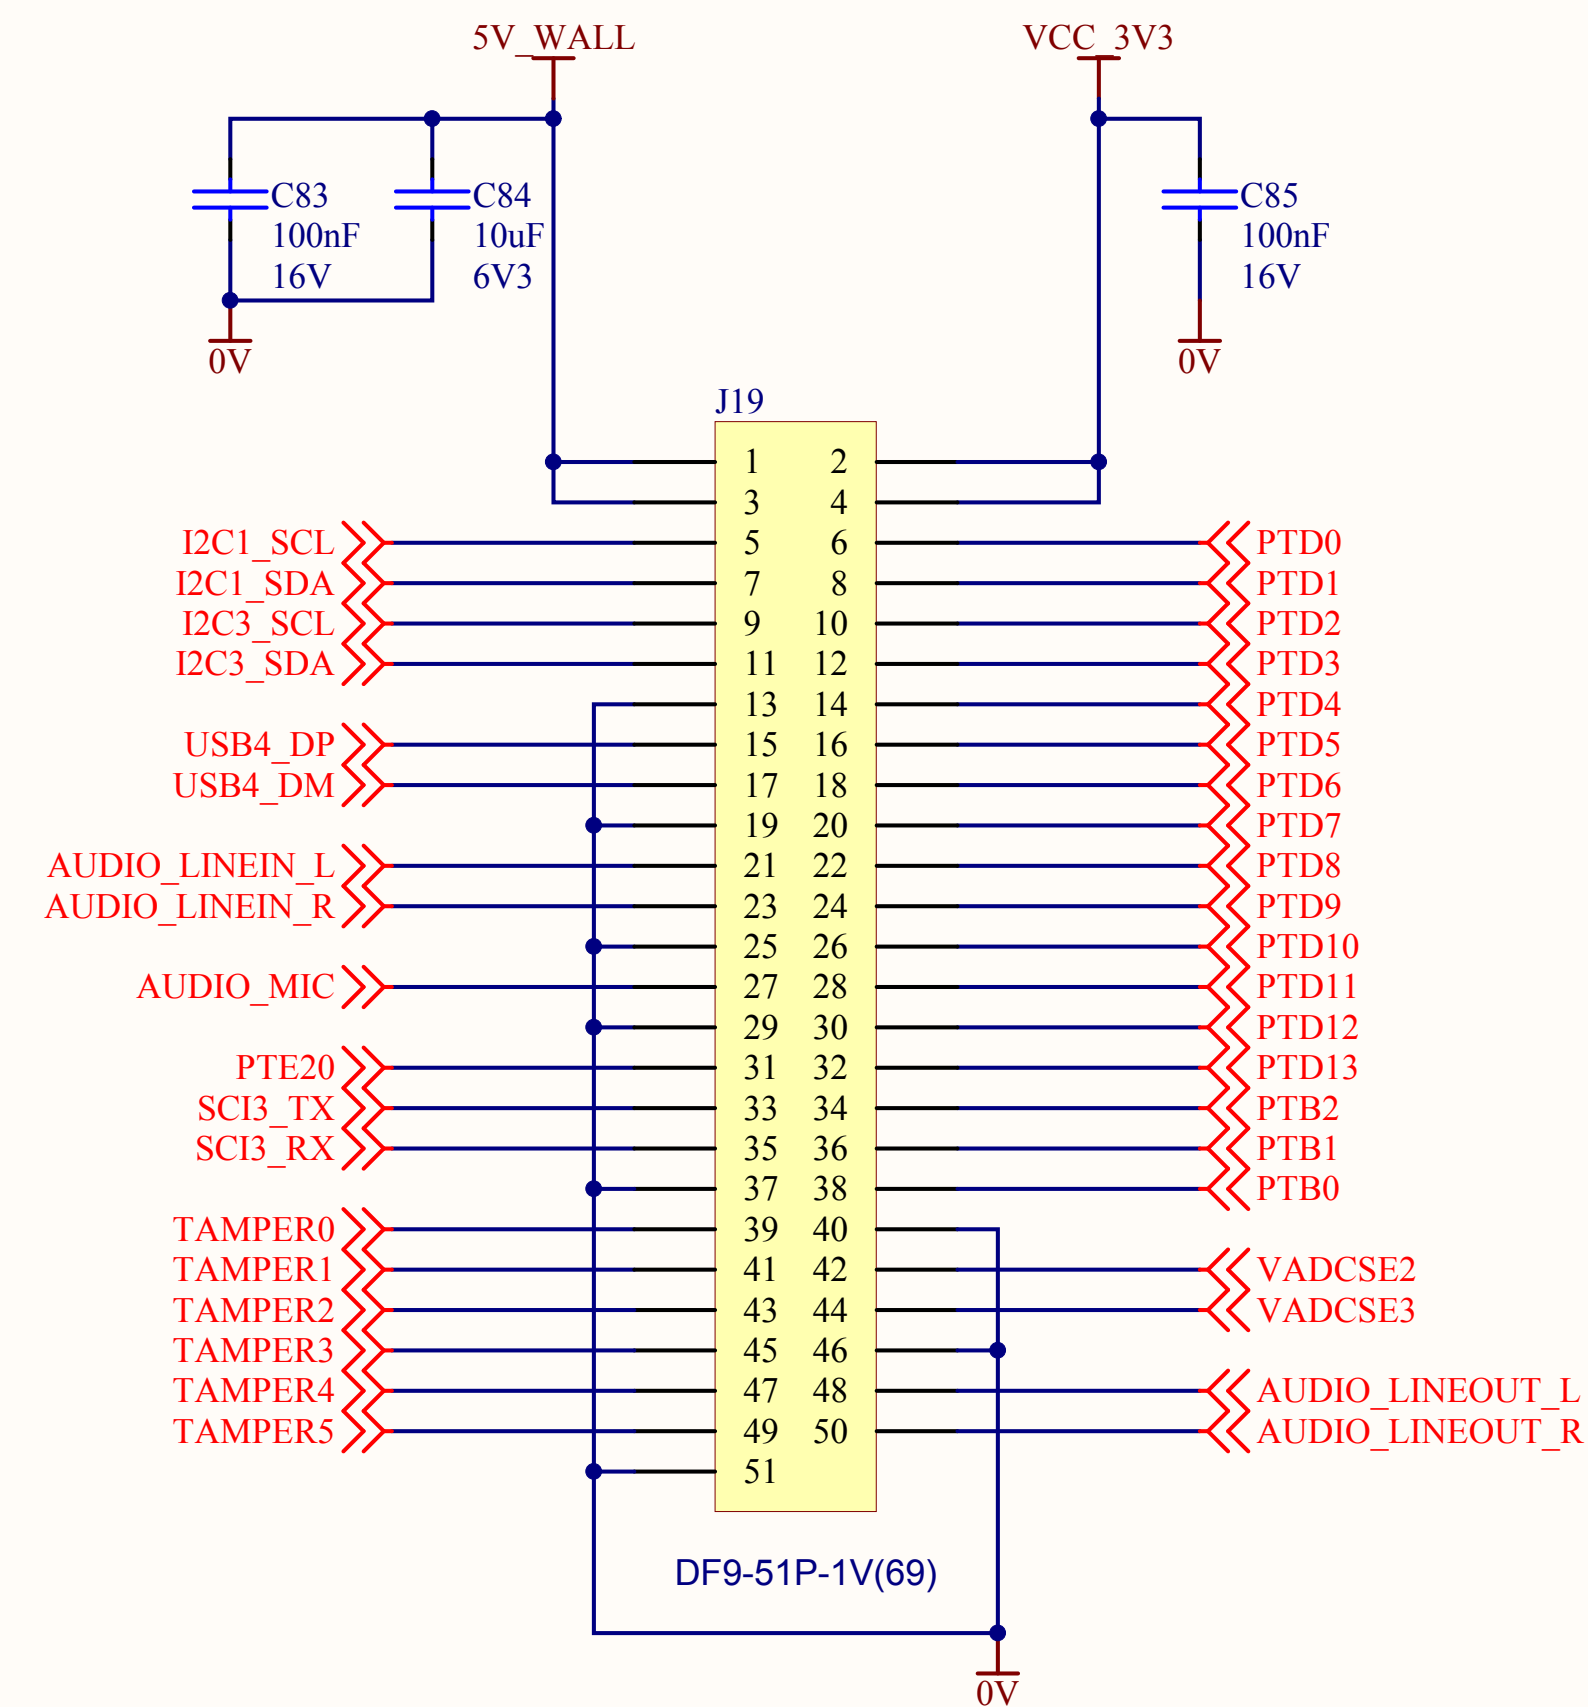 5V_WALL VCC_3V3
C83 C84 C85
100nF 10uF 100nF
16V 6V3 16V
0V 0V
J19
1 2
3 4
I2C1_SCL 5 6 PTD0
I2C1_SDA 7 8 PTD1
I2C3_SCL 9 10 PTD2
I2C3_SDA 11 12 PTD3
13 14 PTD4
USB4_DP 15 16 PTD5
USB4_DM 17 18 PTD6
19 20 PTD7
AUDIO_LINEIN_L 21 22 PTD8
AUDIO_LINEIN_R 23 24 PTD9
25 26 PTD10
AUDIO_MIC 27 28 PTD11
29 30 PTD12
PTE20 31 32 PTD13
SCI3_TX 33 34 PTB2
SCI3_RX 35 36 PTB1
37 38 PTB0
TAMPER0 39 40
TAMPER1 41 42 VADCSE2
TAMPER2 43 44 VADCSE3
TAMPER3 45 46
TAMPER4 47 48 AUDIO_LINEOUT_L
TAMPER5 49 50 AUDIO_LINEOUT_R
51
DF9-51P-1V(69)
0V